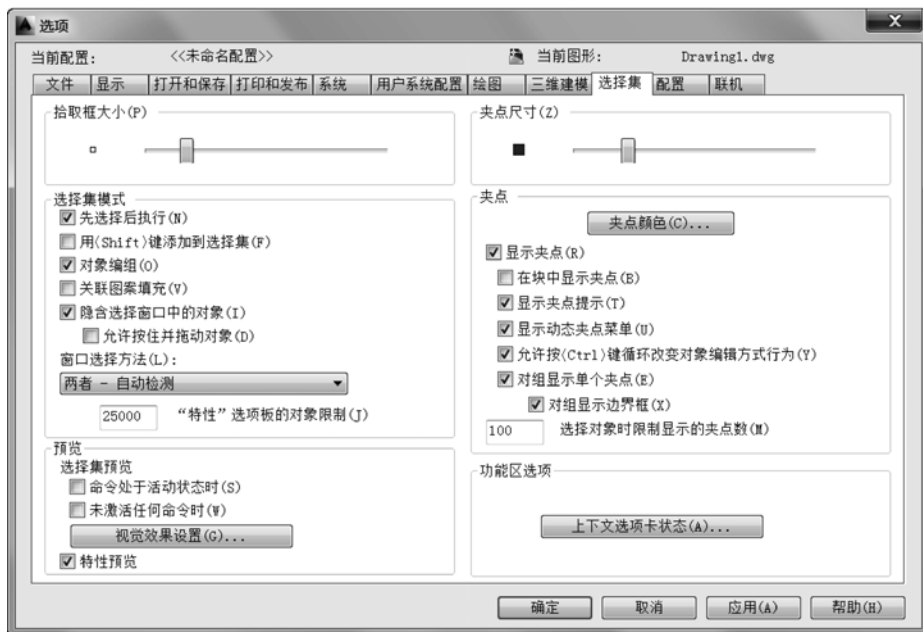 选项
当前配置: <<未命名配置>> 当前图形: Drawing1.dwg
文件 显示 打开和保存 打印和发布 系统 用户系统配置 绘图 三维建模 选择集 配置 联机
拾取框大小(P)
选择集模式
先选择后执行(N)
用<Shift>键添加到选择集(F)
对象编组(O)
关联图案填充(V)
隐含选择窗口中的对象(I)
允许按住并拖动对象(D)
窗口选择方法(L):
两者 - 自动检测
25000 “特性”选项板的对象限制(J)
预览
选择集预览
命令处于活动状态时(S)
未激活任何命令时(W)
视觉效果设置(G)...
特性预览
夹点尺寸(Z)
夹点
夹点颜色(C)...
显示夹点(R)
在块中显示夹点(B)
显示夹点提示(T)
显示动态夹点菜单(U)
允许按<Ctrl>键循环改变对象编辑方式行为(Y)
对组显示单个夹点(E)
对组显示边界框(X)
100 选择对象时限制显示的夹点数(M)
功能区选项
上下文选项卡状态(A)...
确定 取消 应用(A) 帮助(H)